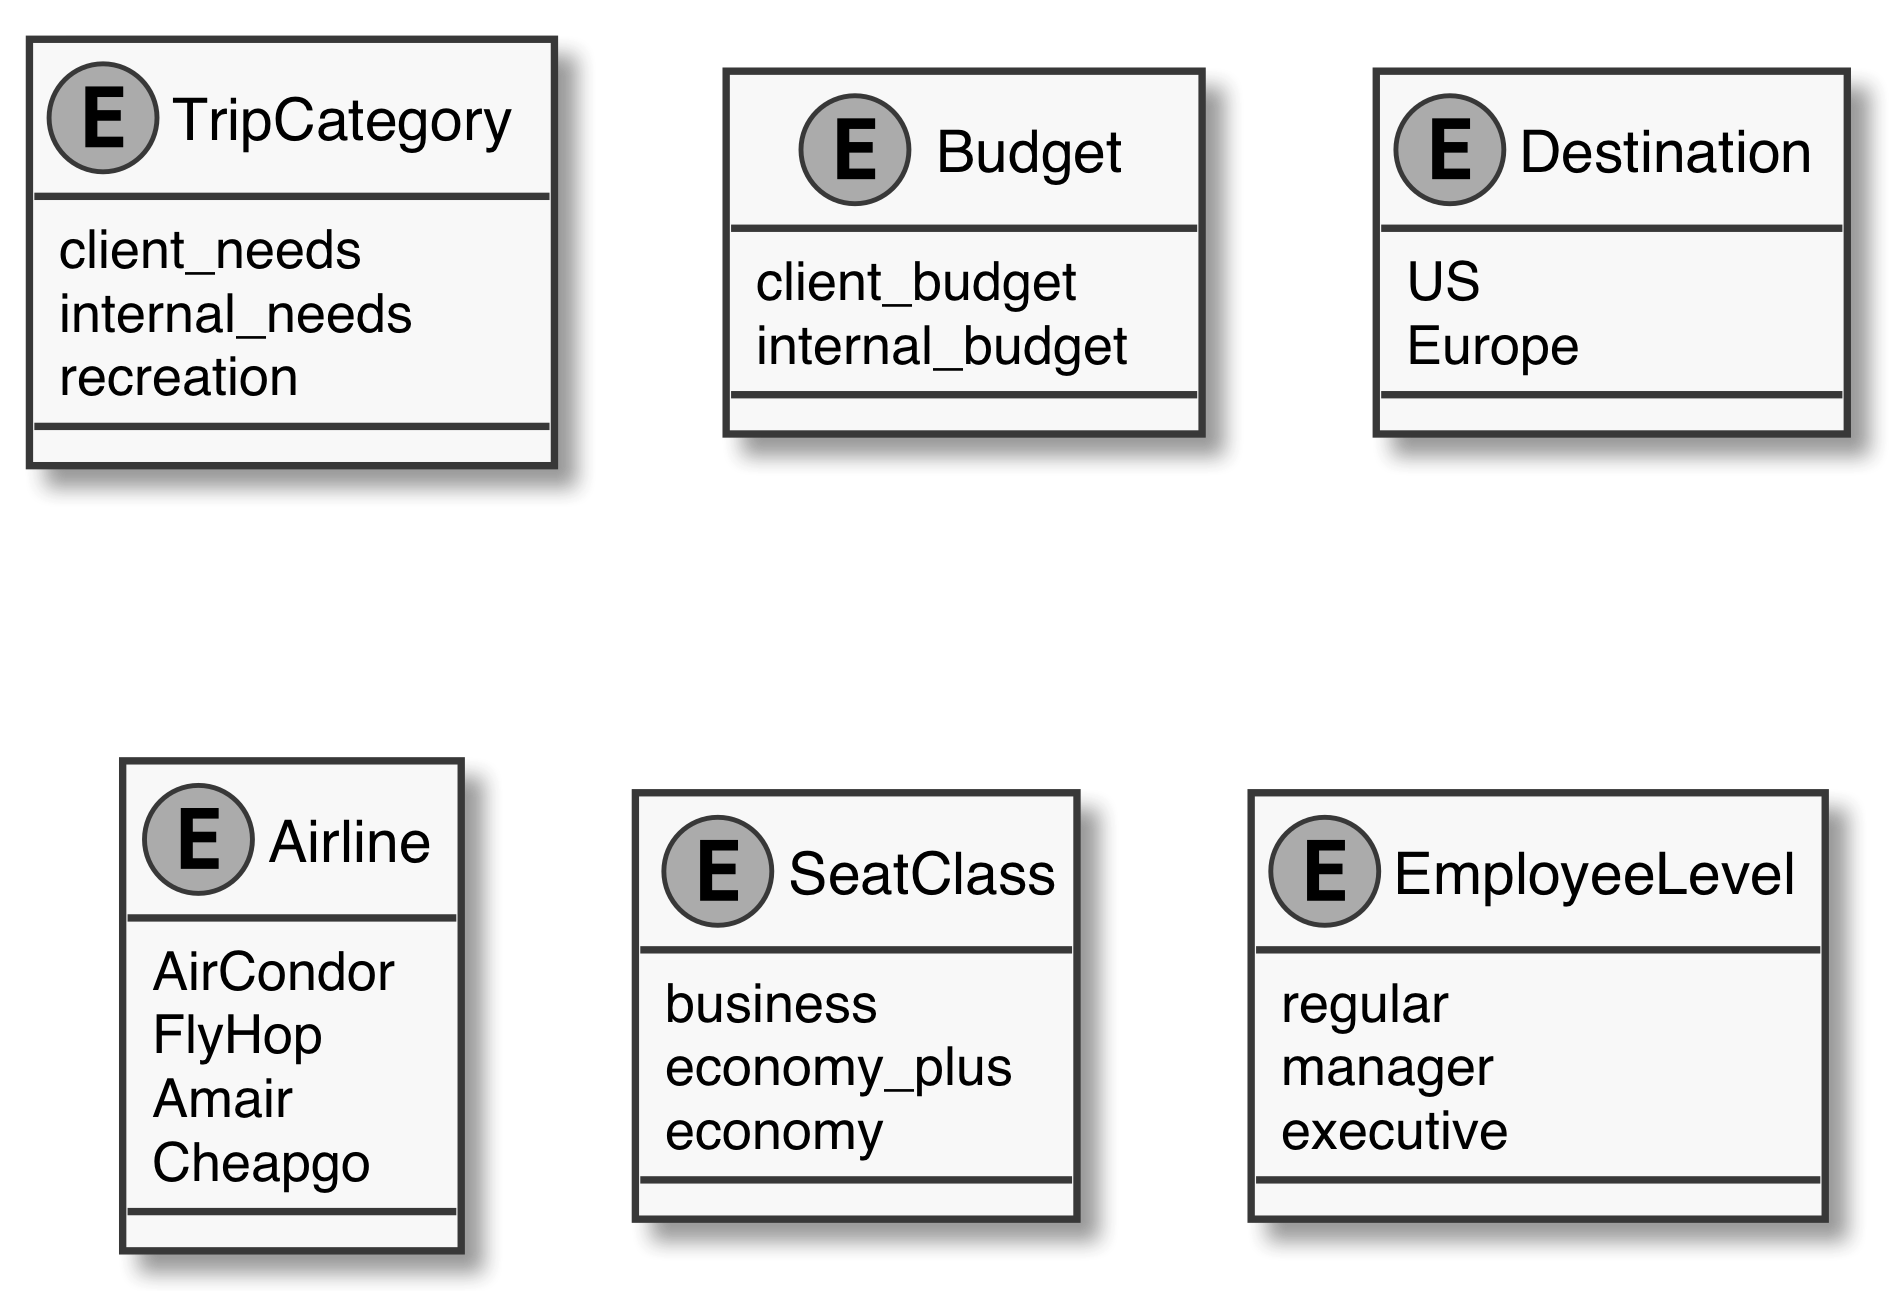 E TripCategory
client_needs
internal_needs
recreation
E Budget
client_budget
internal_budget
E Destination
US
Europe
E Airline
AirCondor
FlyHop
Amair
Cheapgo
E SeatClass
business
economy_plus
economy
E EmployeeLevel
regular
manager
executive